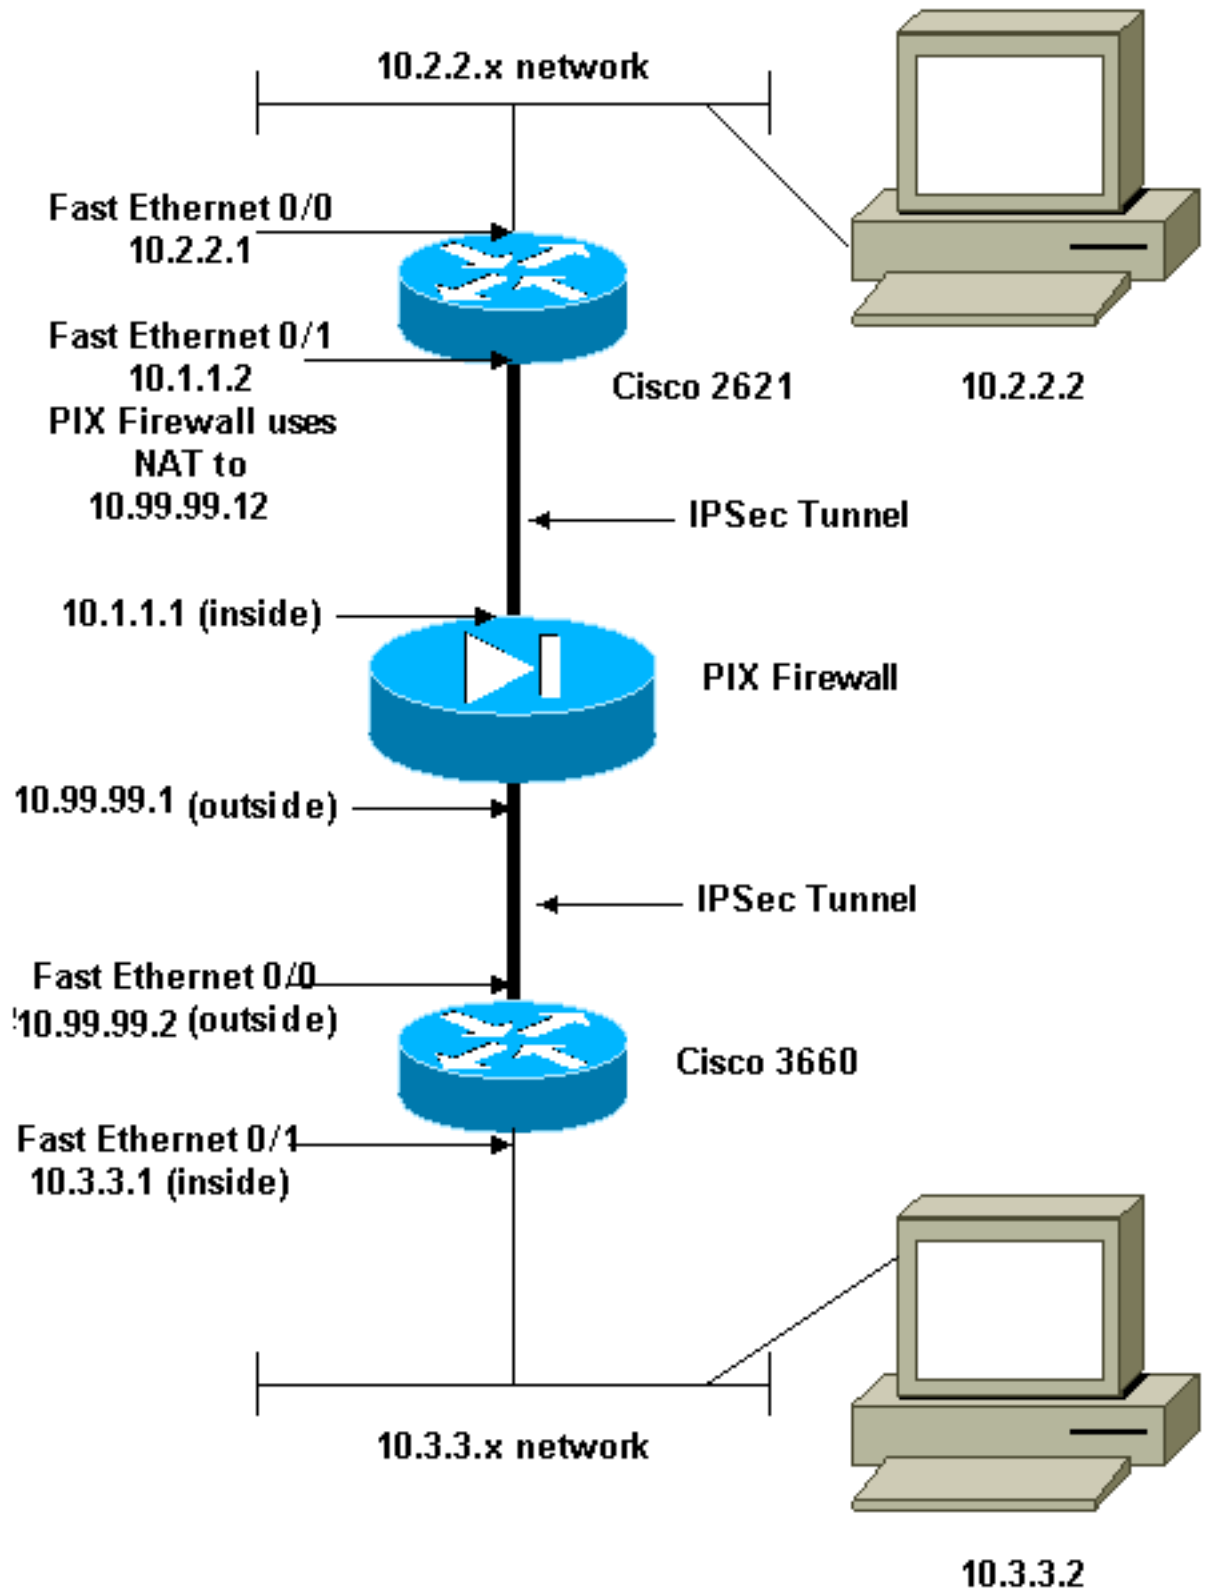 10.2.2.x network
Fast Ethernet 0/0
10.2.2.1
Fast Ethernet 0/1
10.1.1.2
PIX Firewall uses
NAT to
10.99.99.12
Cisco 2621
10.2.2.2
IPSec Tunnel
10.1.1.1 (inside)
PIX Firewall
10.99.99.1 (outside)
IPSec Tunnel
Fast Ethernet 0/0
10.99.99.2 (outside)
Cisco 3660
Fast Ethernet 0/1
10.3.3.1 (inside)
10.3.3.x network
10.3.3.2